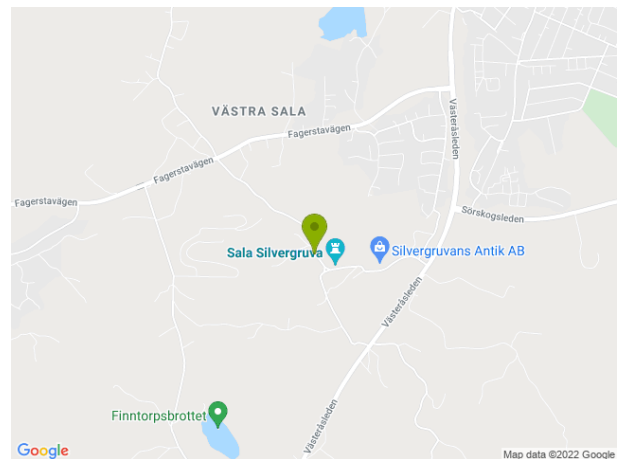 VÄSTRA SALA
Fagerstavägen
Västeråsleden
Fagerstavägen
Fagerstavägen
Sörskogsleden
Sala Silvergruva
Silvergruvans Antik AB
Västeråsleden
Finntorpsbrottet
Västeråsleden
Google
Map data ©2022 Google